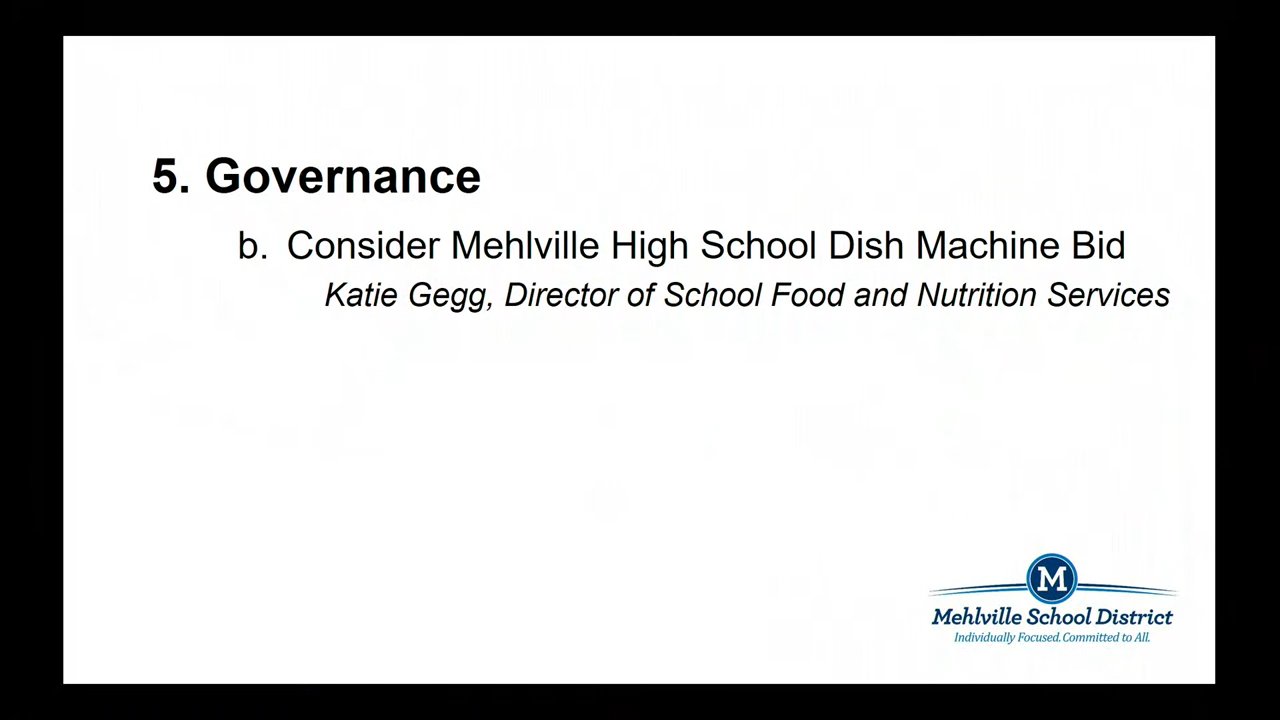 5. Governance
b. Consider Mehlville High School Dish Machine Bid
Katie Gegg, Director of School Food and Nutrition Services
M
Mehlville School District
Individually Focused. Committed to All.